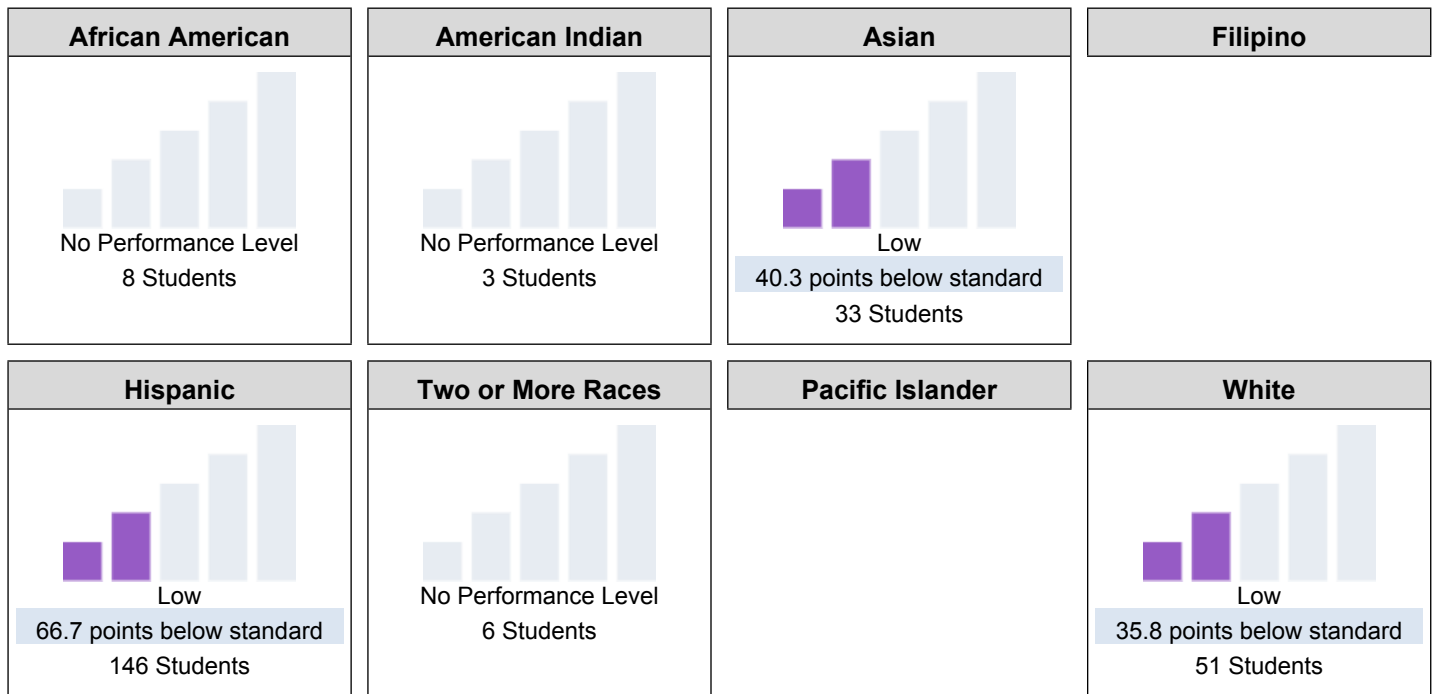 African American
No Performance Level
8 Students
American Indian
No Performance Level
3 Students
Asian
Low
40.3 points below standard
33 Students
Filipino
Hispanic
Low
66.7 points below standard
146 Students
Two or More Races
No Performance Level
6 Students
Pacific Islander
White
Low
35.8 points below standard
51 Students